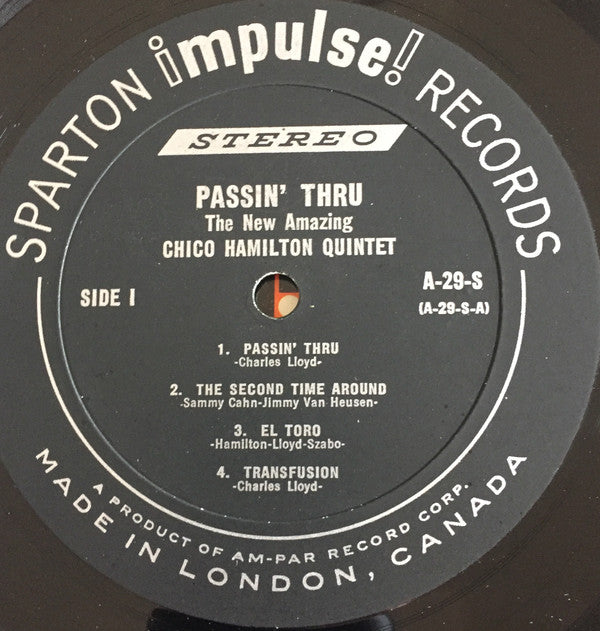 SPARTON impulse! RECORDS
STEREO
PASSIN' THRU
The New Amazing
CHICO HAMILTON QUINTET
SIDE 1
A-29-S
(A-29-S-A)
1. PASSIN' THRU
-Charles Lloyd-
2. THE SECOND TIME AROUND
-Sammy Cahn-Jimmy Van Heusen-
3. EL TORO
-Hamilton-Lloyd-Szabo-
4. TRANSFUSION
-Charles Lloyd-
A PRODUCT OF AM-PAR RECORD CORP.
MADE IN LONDON, CANADA